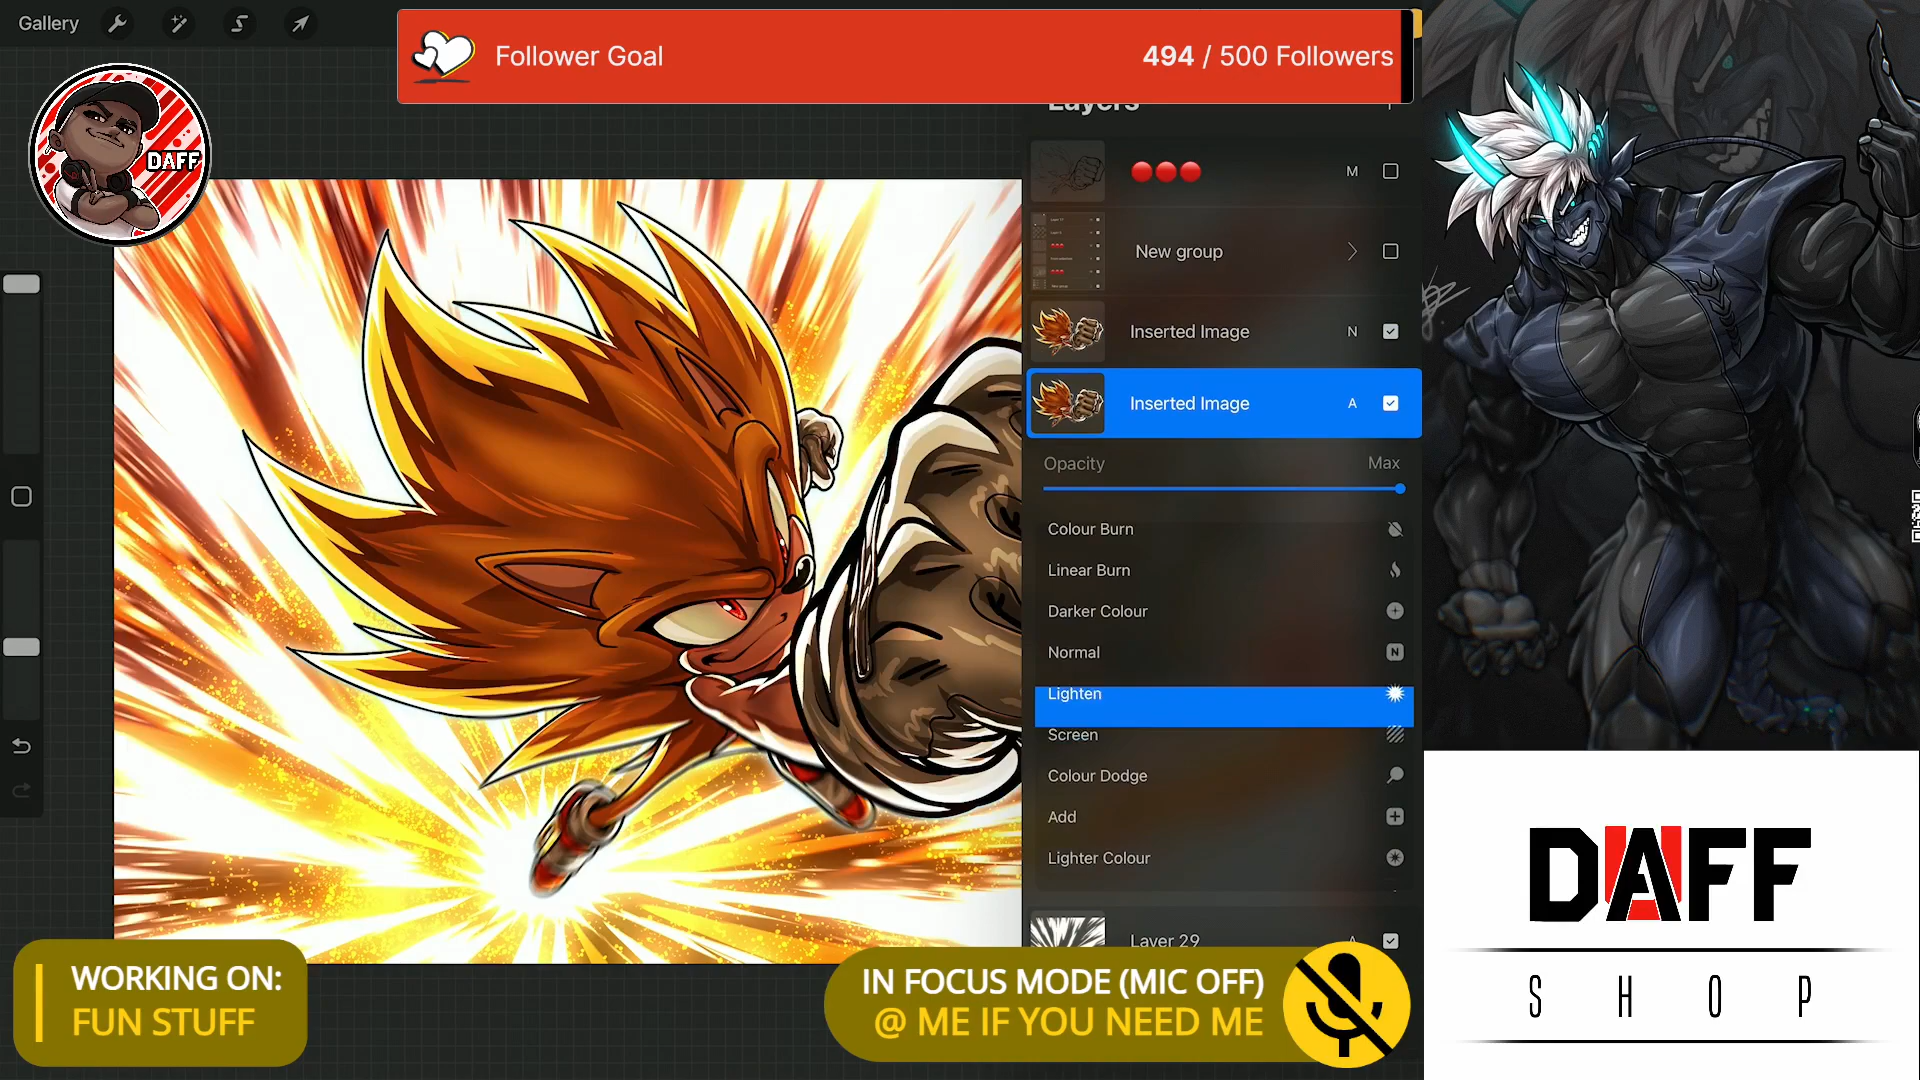 Gallery
Follower Goal
494 / 500 Followers
Layers
DAFF
M
New group
Inserted Image N
Inserted Image A
Opacity Max
Colour Burn
Linear Burn
Darker Colour
Normal N
Lighten
Screen
Colour Dodge
Add
Lighter Colour
Layer 29 A
WORKING ON:
FUN STUFF
IN FOCUS MODE (MIC OFF)
@ ME IF YOU NEED ME
DAFF
SHOP